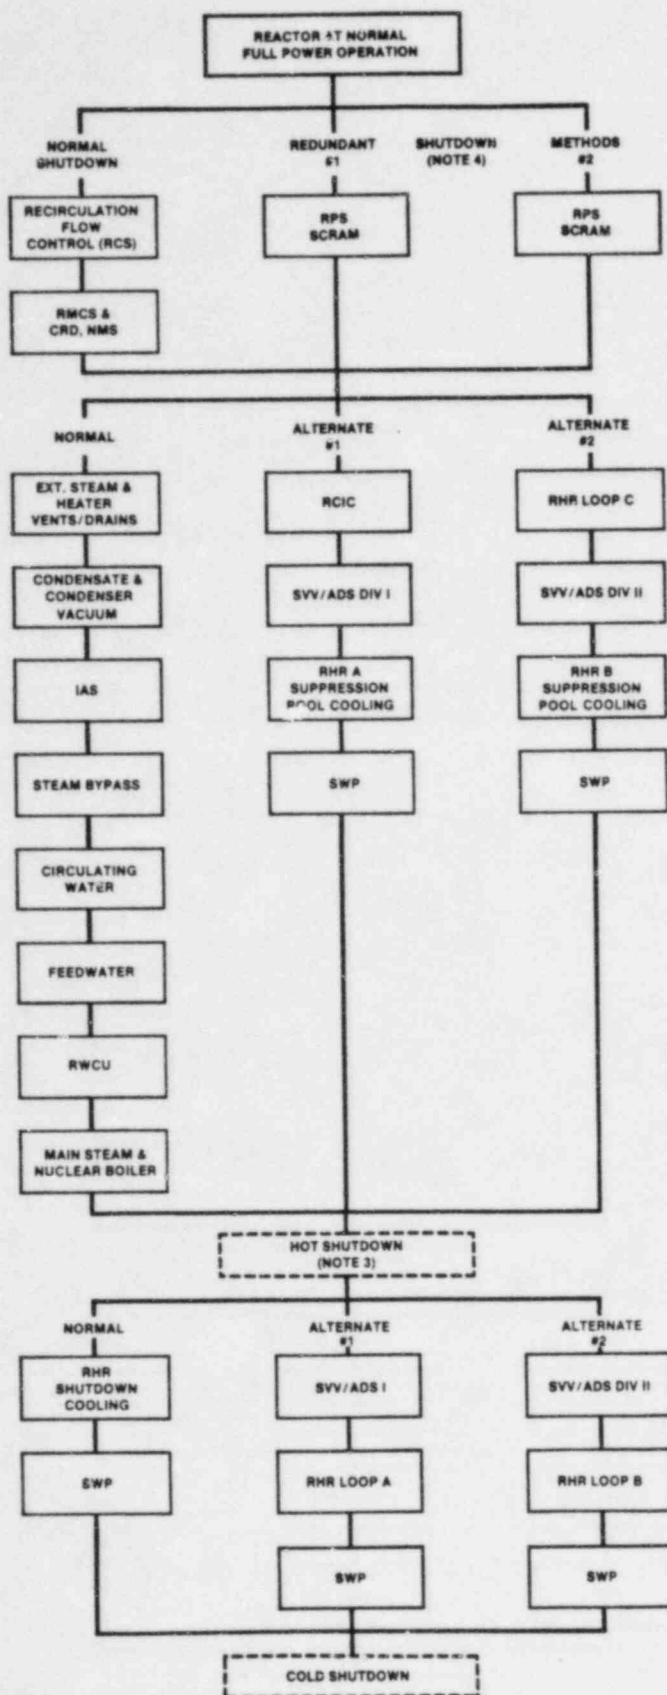 REACTOR AT NORMAL
FULL POWER OPERATION
NORMAL
SHUTDOWN
REDUNDANT
#1
SHUTDOWN
(NOTE 4)
METHODS
#2
RECIRCULATION
FLOW
CONTROL (RCS)
RPS
SCRAM
RPS
SCRAM
RMCS &
CRD, NMS
NORMAL
ALTERNATE
#1
ALTERNATE
#2
EXT. STEAM &
HEATER
VENTS/DRAINS
RCIC
RHR LOOP C
CONDENSATE &
CONDENSER
VACUUM
SVV/ADS DIV I
SVV/ADS DIV II
IAS
RHR A
SUPPRESSION
POOL COOLING
RHR B
SUPPRESSION
POOL COOLING
STEAM BYPASS
SWP
SWP
CIRCULATING
WATER
FEEDWATER
RWCU
MAIN STEAM &
NUCLEAR BOILER
HOT SHUTDOWN
(NOTE 3)
NORMAL
ALTERNATE
#1
ALTERNATE
#2
RHR
SHUTDOWN
COOLING
SVV/ADS I
SVV/ADS DIV II
SWP
RHR LOOP A
RHR LOOP B
SWP
SWP
COLD SHUTDOWN